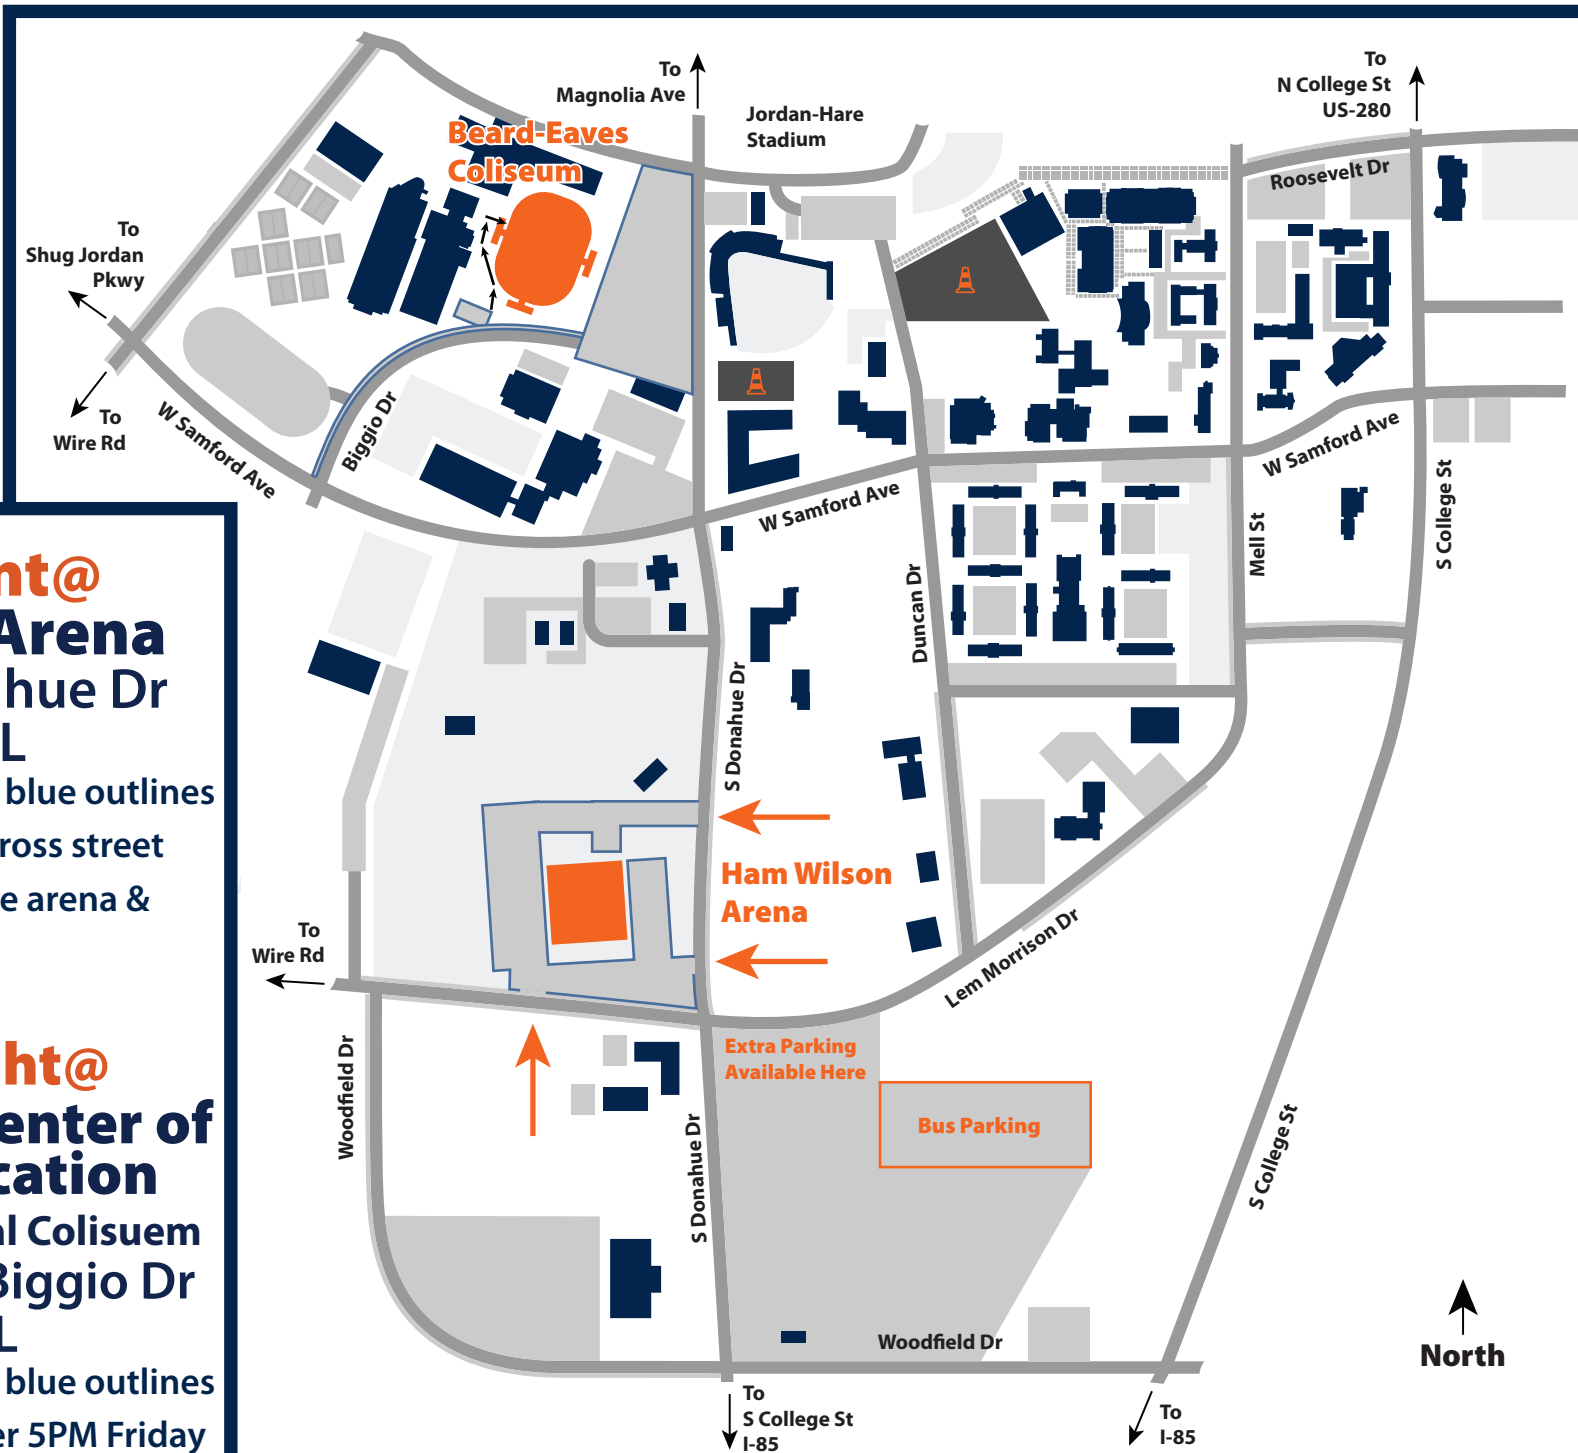 To
Magnolia Ave
Jordan-Hare
Stadium
To
N College St
US-280
Beard-Eaves
Coliseum
Roosevelt Dr
To
Shug Jordan
Pkwy
To
Wire Rd
W Samford Ave
Biggio Dr
W Samford Ave
W Samford Ave
Mell St
S College St
Duncan Dr
S Donahue Dr
Ham Wilson
Arena
Lem Morrison Dr
To
Wire Rd
Woodfield Dr
Extra Parking
Available Here
Bus Parking
S Donahue Dr
S College St
Woodfield Dr
North
To
S College St
I-85
To
I-85
nt@
Arena
hue Dr
L
blue outlines
ross street
e arena &
ht@
enter of
cation
al Colisuem
Biggio Dr
L
blue outlines
er 5PM Friday